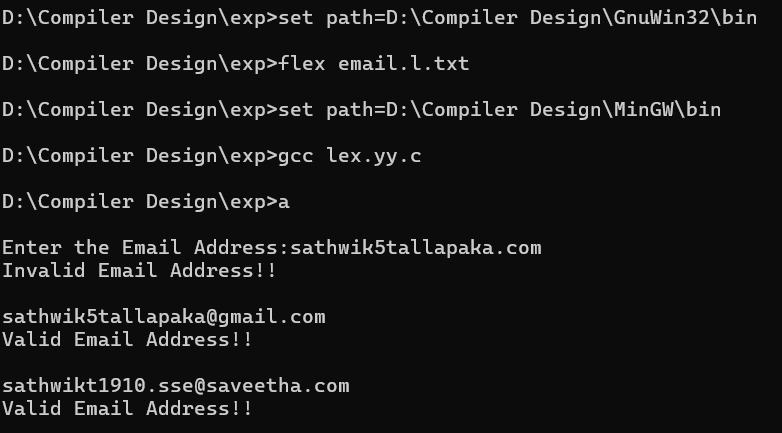 D:\Compiler Design\exp>set path=D:\Compiler Design\GnuWin32\bin
D:\Compiler Design\exp>flex email.l.txt
D:\Compiler Design\exp>set path=D:\Compiler Design\MinGW\bin
D:\Compiler Design\exp>gcc lex.yy.c
D:\Compiler Design\exp>a
Enter the Email Address:sathwik5tallapaka.com
Invalid Email Address!!
sathwik5tallapaka@gmail.com
Valid Email Address!!
sathwikt1910.sse@saveetha.com
Valid Email Address!!